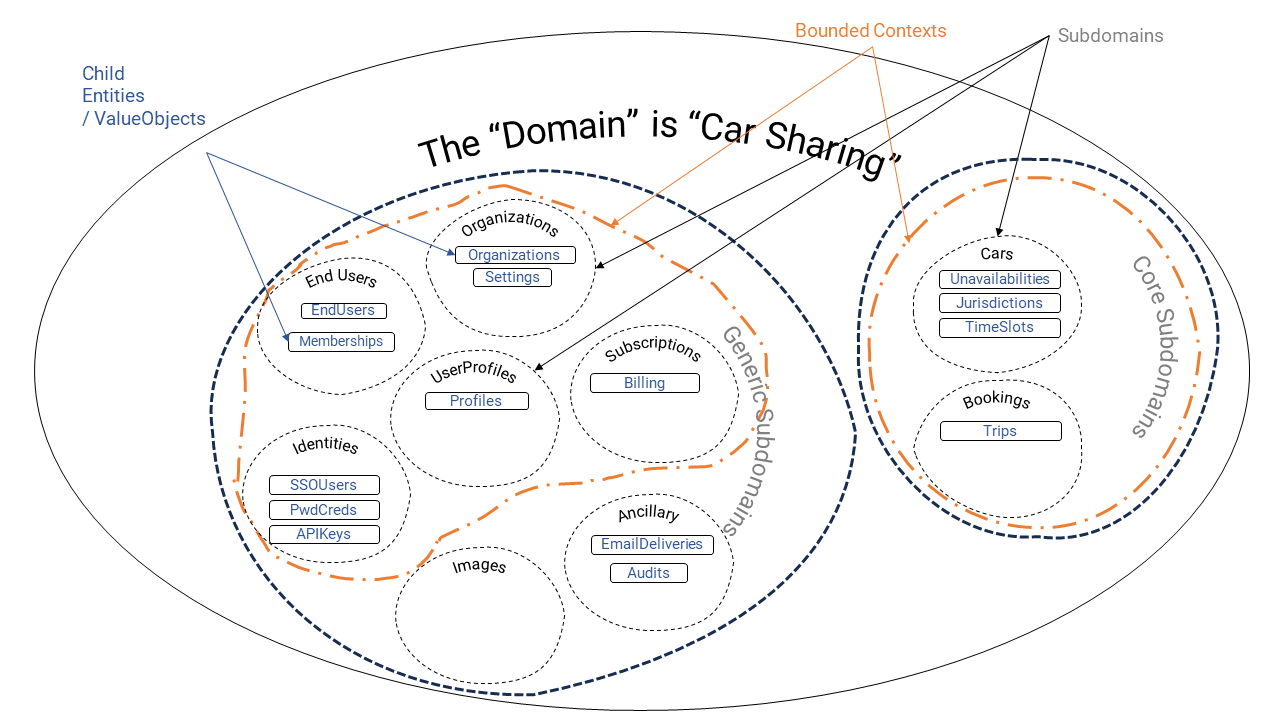 Bounded Contexts
Subdomains
Child
Entities
/ ValueObjects
The “Domain” is “Car Sharing”
Organizations
Organizations
Settings
End Users
EndUsers
Memberships
UserProfiles
Profiles
Subscriptions
Billing
Generic Subdomains
Identities
SSOUsers
PwdCreds
APIKeys
Ancillary
EmailDeliveries
Audits
Images
Cars
Unavailabilities
Jurisdictions
TimeSlots
Core Subdomains
Bookings
Trips